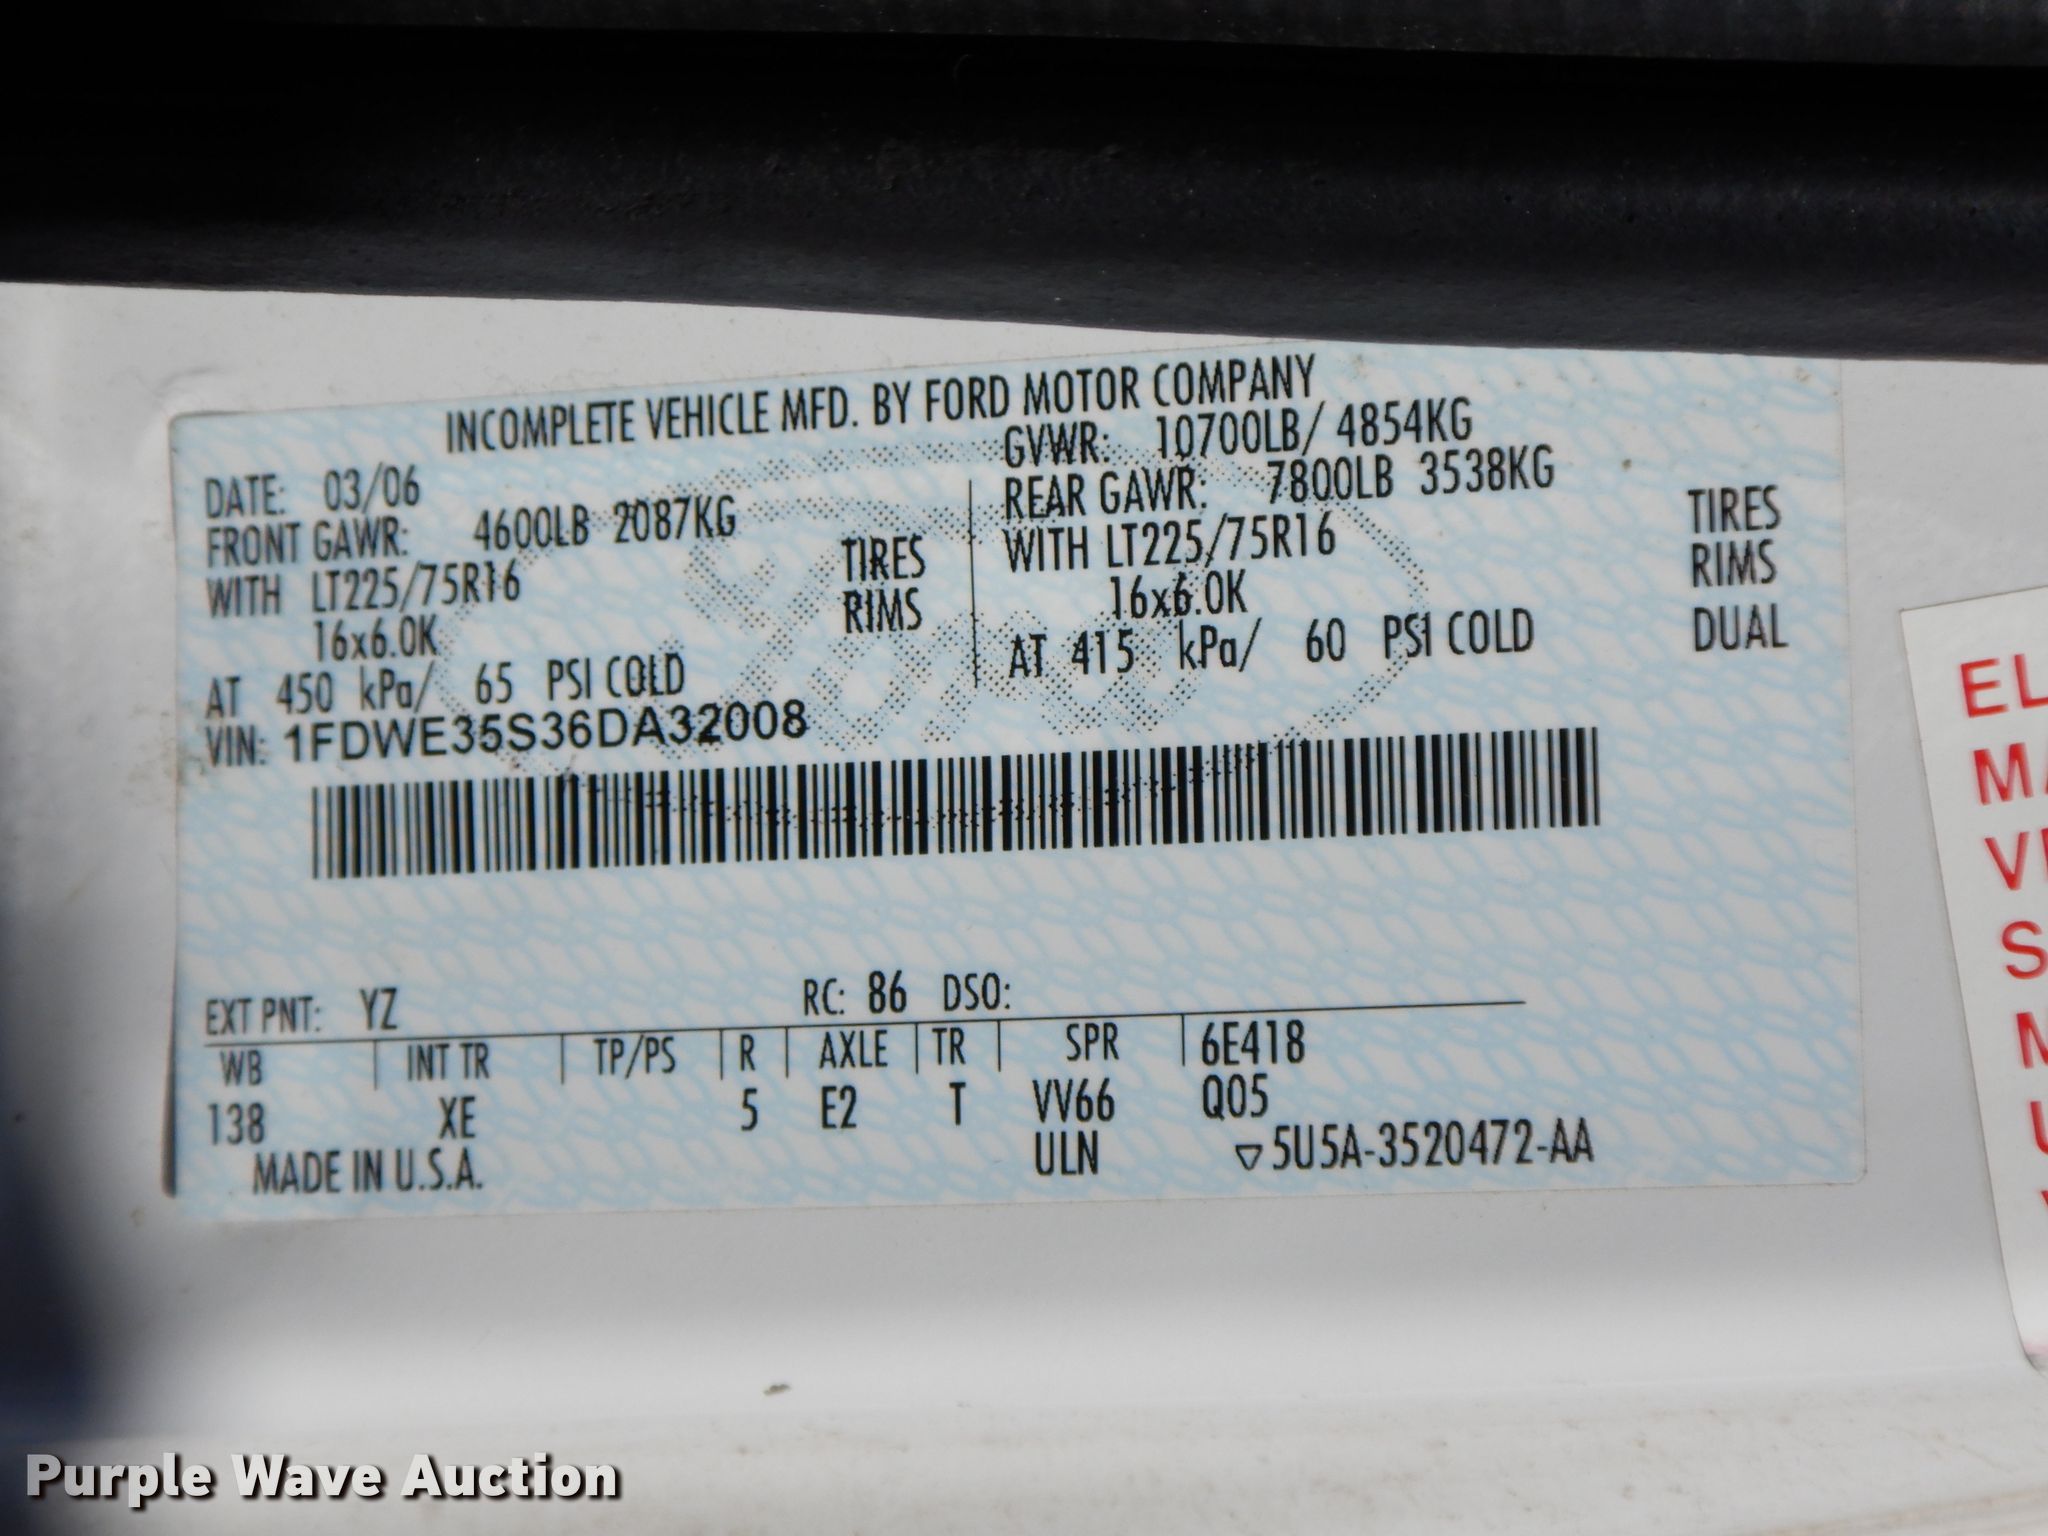 INCOMPLETE VEHICLE MFD. BY FORD MOTOR COMPANY
DATE: 03/06 GVWR: 10700LB/ 4854KG
FRONT GAWR: 4600LB 2087KG REAR GAWR: 7800LB 3538KG
WITH LT225/75R16 TIRES WITH LT225/75R16 TIRES
16x6.0K RIMS 16x6.0K RIMS
AT 450 kPa/ 65 PSI COLD AT 415 kPa/ 60 PSI COLD DUAL
VIN: 1FDWE35S36DA32008
EXT PNT: YZ RC: 86 DSO:
WB INT TR TP/PS R AXLE TR SPR 6E418
138 XE 5 E2 T VV66 Q05
ULN ▽5U5A-3520472-AA
MADE IN U.S.A.
EL
MA
S
Purple Wave Auction